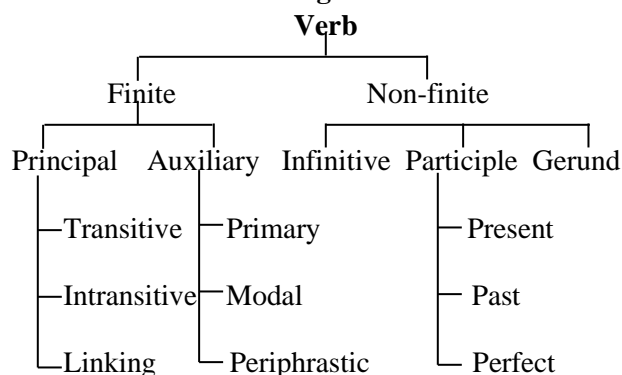 Verb
Finite Non-finite
Principal Auxiliary Infinitive Participle Gerund
Transitive Primary Present
Intransitive Modal Past
Linking Periphrastic Perfect